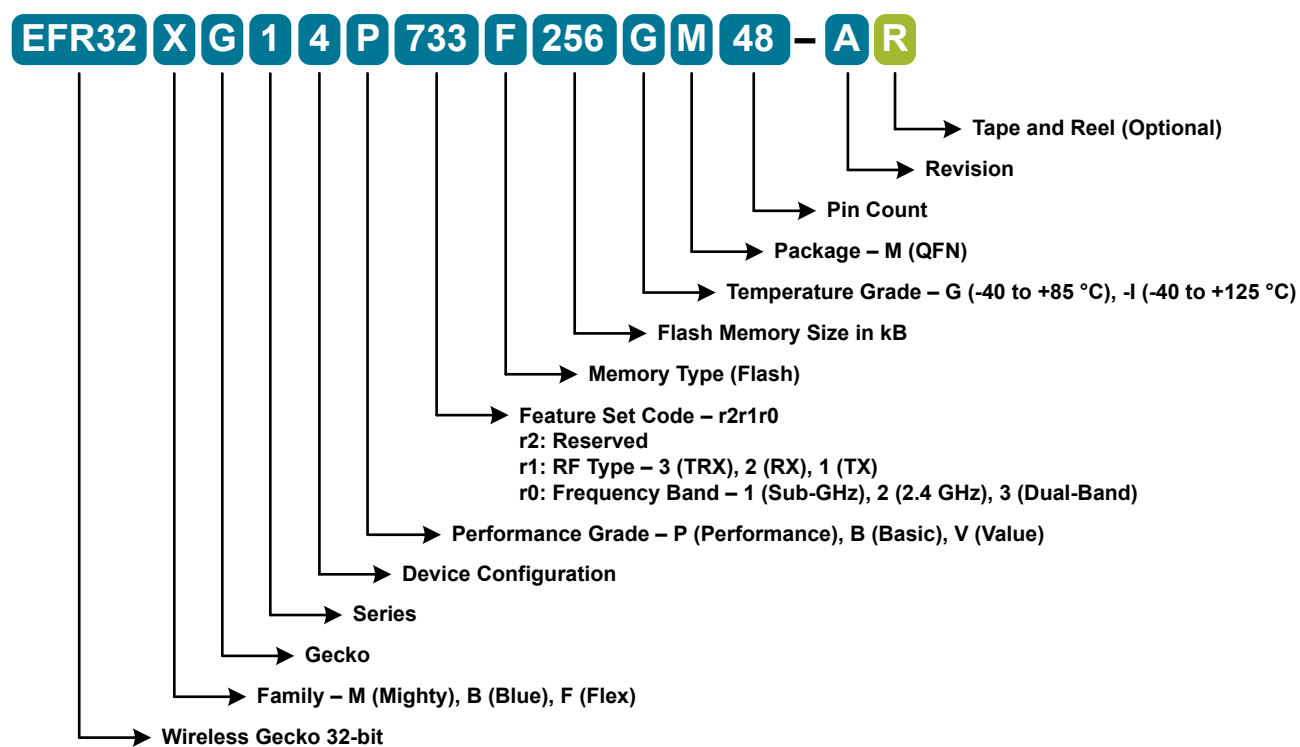 EFR32 X G 1 4 P 733 F 256 G M 48 – A R
Tape and Reel (Optional)
Revision
Pin Count
Package – M (QFN)
Temperature Grade – G (-40 to +85 °C), -I (-40 to +125 °C)
Flash Memory Size in kB
Memory Type (Flash)
Feature Set Code – r2r1r0
r2: Reserved
r1: RF Type – 3 (TRX), 2 (RX), 1 (TX)
r0: Frequency Band – 1 (Sub-GHz), 2 (2.4 GHz), 3 (Dual-Band)
Performance Grade – P (Performance), B (Basic), V (Value)
Device Configuration
Series
Gecko
Family – M (Mighty), B (Blue), F (Flex)
Wireless Gecko 32-bit